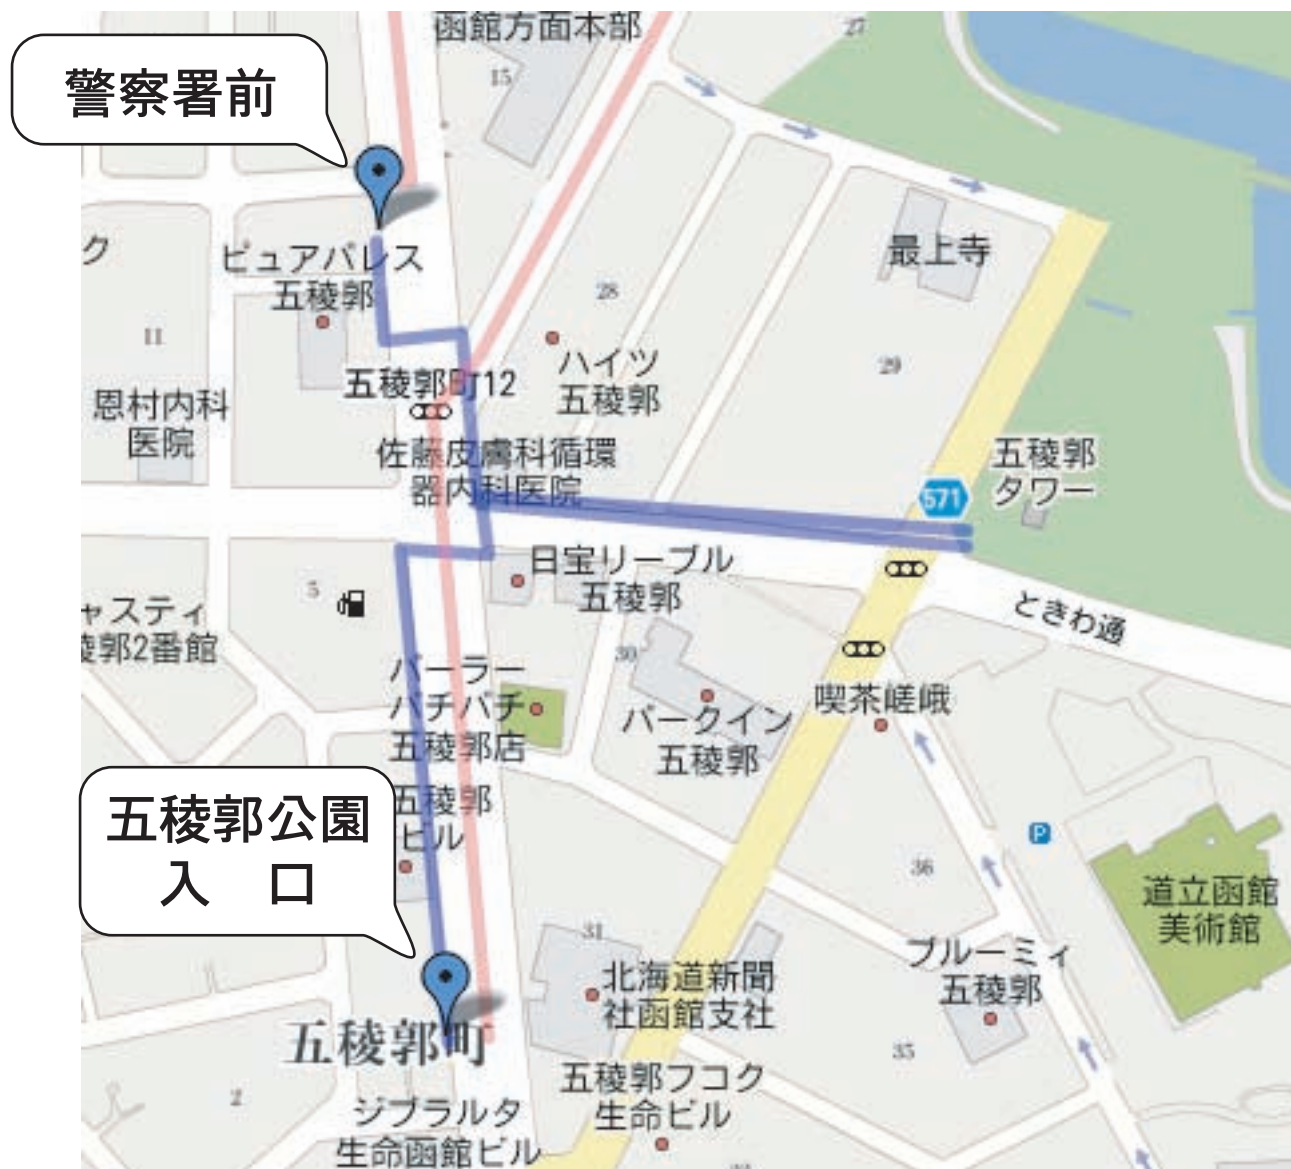 函館方面本部
27
15
警察署前
ク
ピュアパレス
五稜郭
最上寺
28
11
29
五稜郭町12
ハイツ
五稜郭
恩村内科
医院
佐藤皮膚科循環
器内科医院
五稜郭
タワー
571
日宝リーブル
五稜郭
5
ときわ通
ャスティ
稜郭2番館
30
パーラー
パチパチ
五稜郭店
パークイン
五稜郭
喫茶嵯峨
五稜郭公園
入 口
五稜郭
ビル
P
36
道立函館
美術館
31
北海道新聞
社函館支社
ブルーミィ
五稜郭
五稜郭町
35
五稜郭フコク
生命ビル
2
ジブラルタ
生命函館ビル